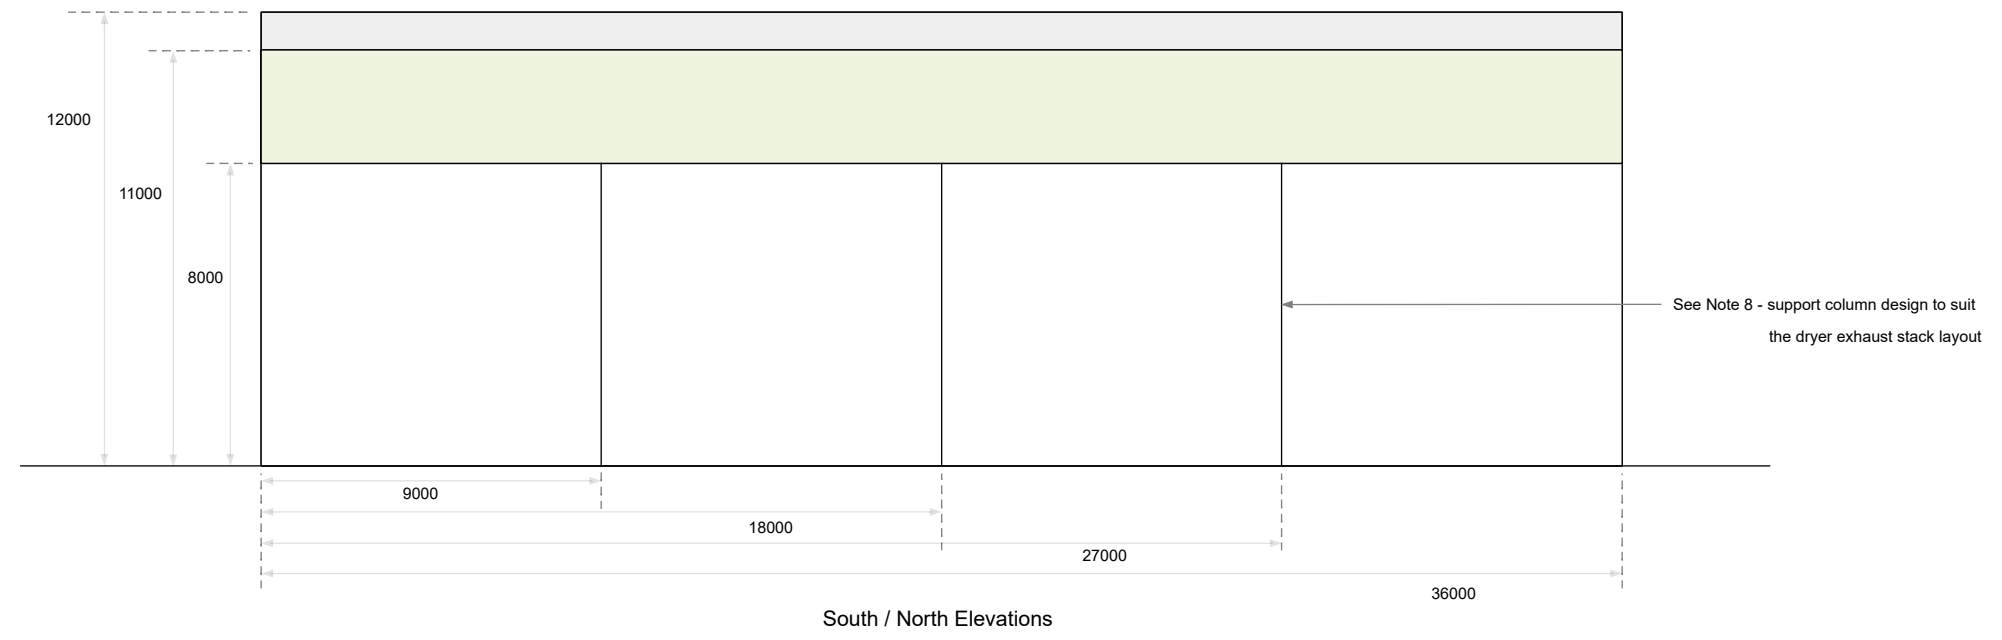 12000
11000
8000
See Note 8 - support column design to suit
the dryer exhaust stack layout
9000
18000
27000
36000
South / North Elevations